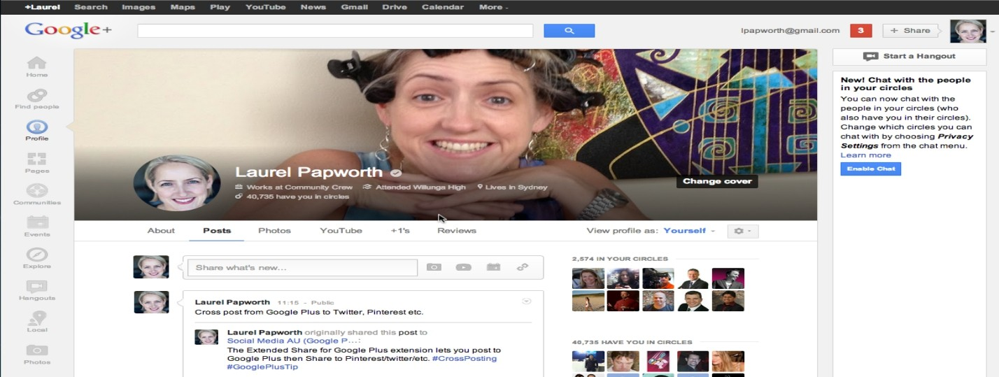 +Laurel Search Images Maps Play YouTube News Gmail Drive Calendar More
Google+
lpapworth@gmail.com 3 + Share
Home
Find people
Profile
Pages
Communities
Events
Explore
Hangouts
Local
Photos
Laurel Papworth
Works at Community Crew Attended Willunga High Lives in Sydney
40,735 have you in circles
Change cover
About Posts Photos YouTube +1's Reviews
View profile as: Yourself
Share what's new...
Laurel Papworth 11:15 - Public
Cross post from Google Plus to Twitter, Pinterest etc.
Laurel Papworth originally shared this post to
Social Media AU (Google P...:
The Extended Share for Google Plus extension lets you post to
Google Plus then Share to Pinterest/twitter/etc. #CrossPosting
#GooglePlusTip
2,574 IN YOUR CIRCLES
40,735 HAVE YOU IN CIRCLES
Start a Hangout
New! Chat with the people
in your circles
You can now chat with the
people in your circles (who
also have you in their circles).
Change which circles you can
chat with by choosing Privacy
Settings from the chat menu.
Learn more
Enable Chat